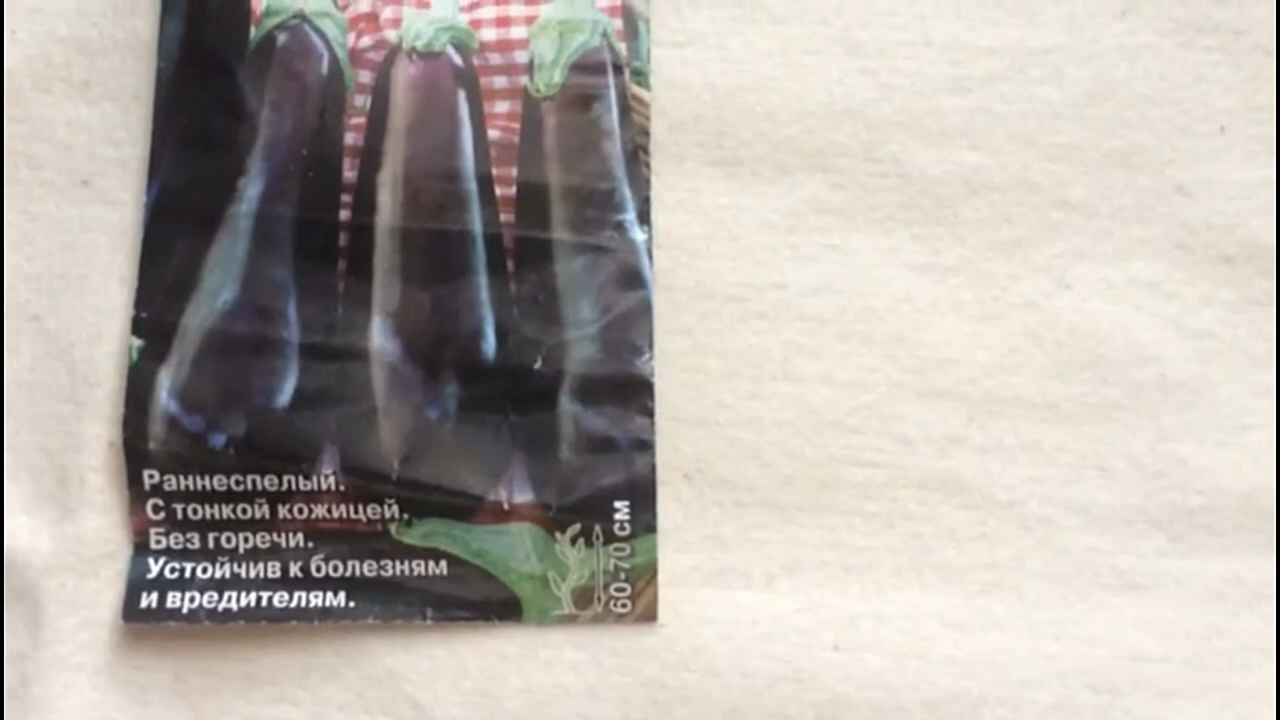 Раннеспелый.
С тонкой кожицей.
Без горечи.
Устойчив к болезням
и вредителям.
60-70 см